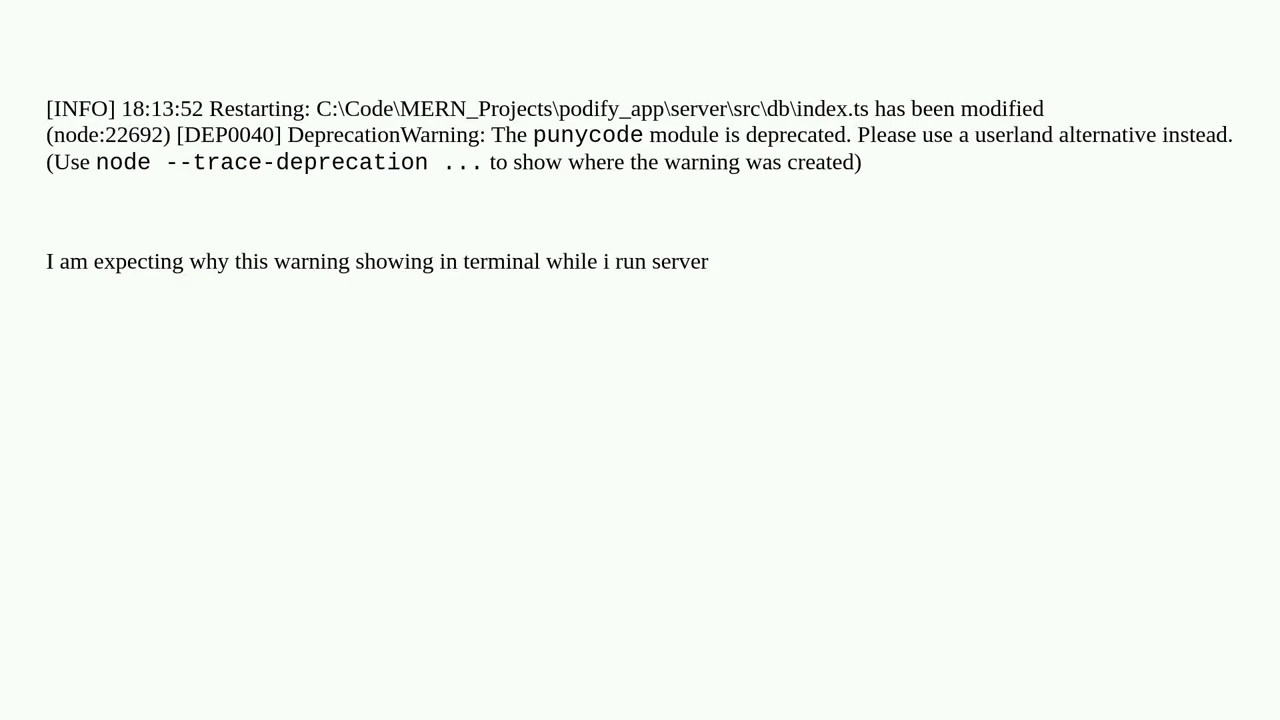 [INFO] 18:13:52 Restarting: C:\Code\MERN_Projects\podify_app\server\src\db\index.ts has been modified
(node:22692) [DEP0040] DeprecationWarning: The punycode module is deprecated. Please use a userland alternative instead.
(Use node --trace-deprecation ... to show where the warning was created)
I am expecting why this warning showing in terminal while i run server